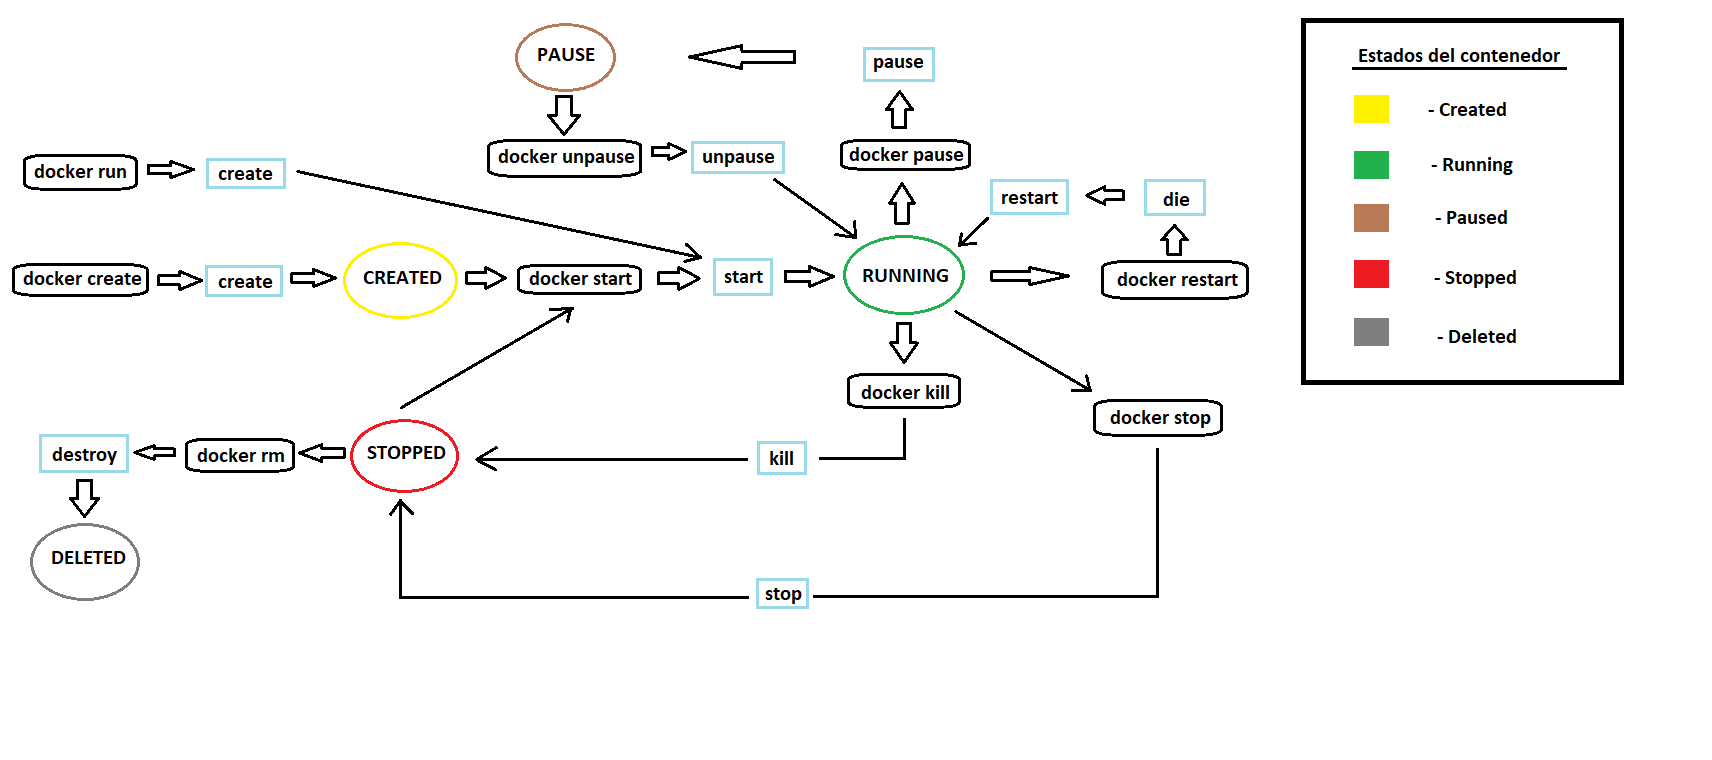 PAUSE
pause
docker unpause
unpause
docker pause
docker run
create
restart
die
docker create
create
CREATED
docker start
start
RUNNING
docker restart
docker kill
docker stop
destroy
docker rm
STOPPED
kill
DELETED
stop
Estados del contenedor
- Created
- Running
- Paused
- Stopped
- Deleted